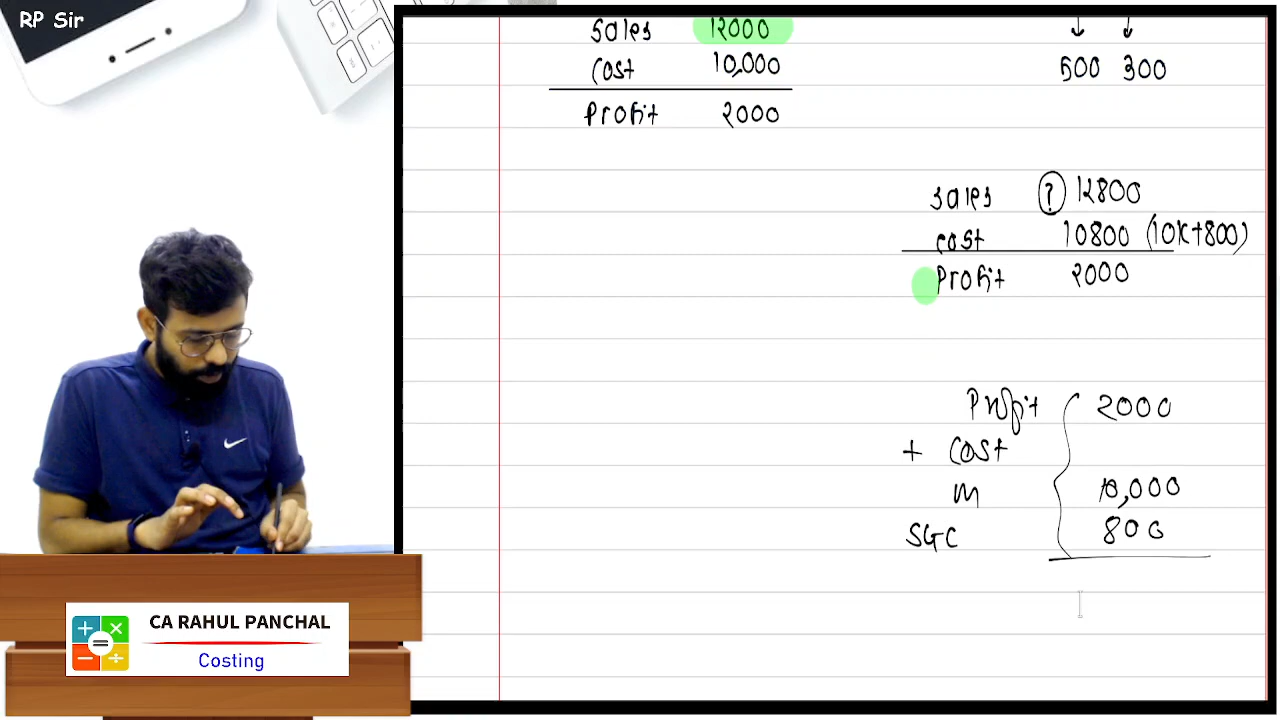 RP Sir
Sales 12000
Cost 10,000
Profit 2000
500 300
Sales ? 12800
cost 10800 (10K+800)
Profit 2000
Profit 2000
+ Cost
M 10,000
SGC 800
CA RAHUL PANCHAL
Costing